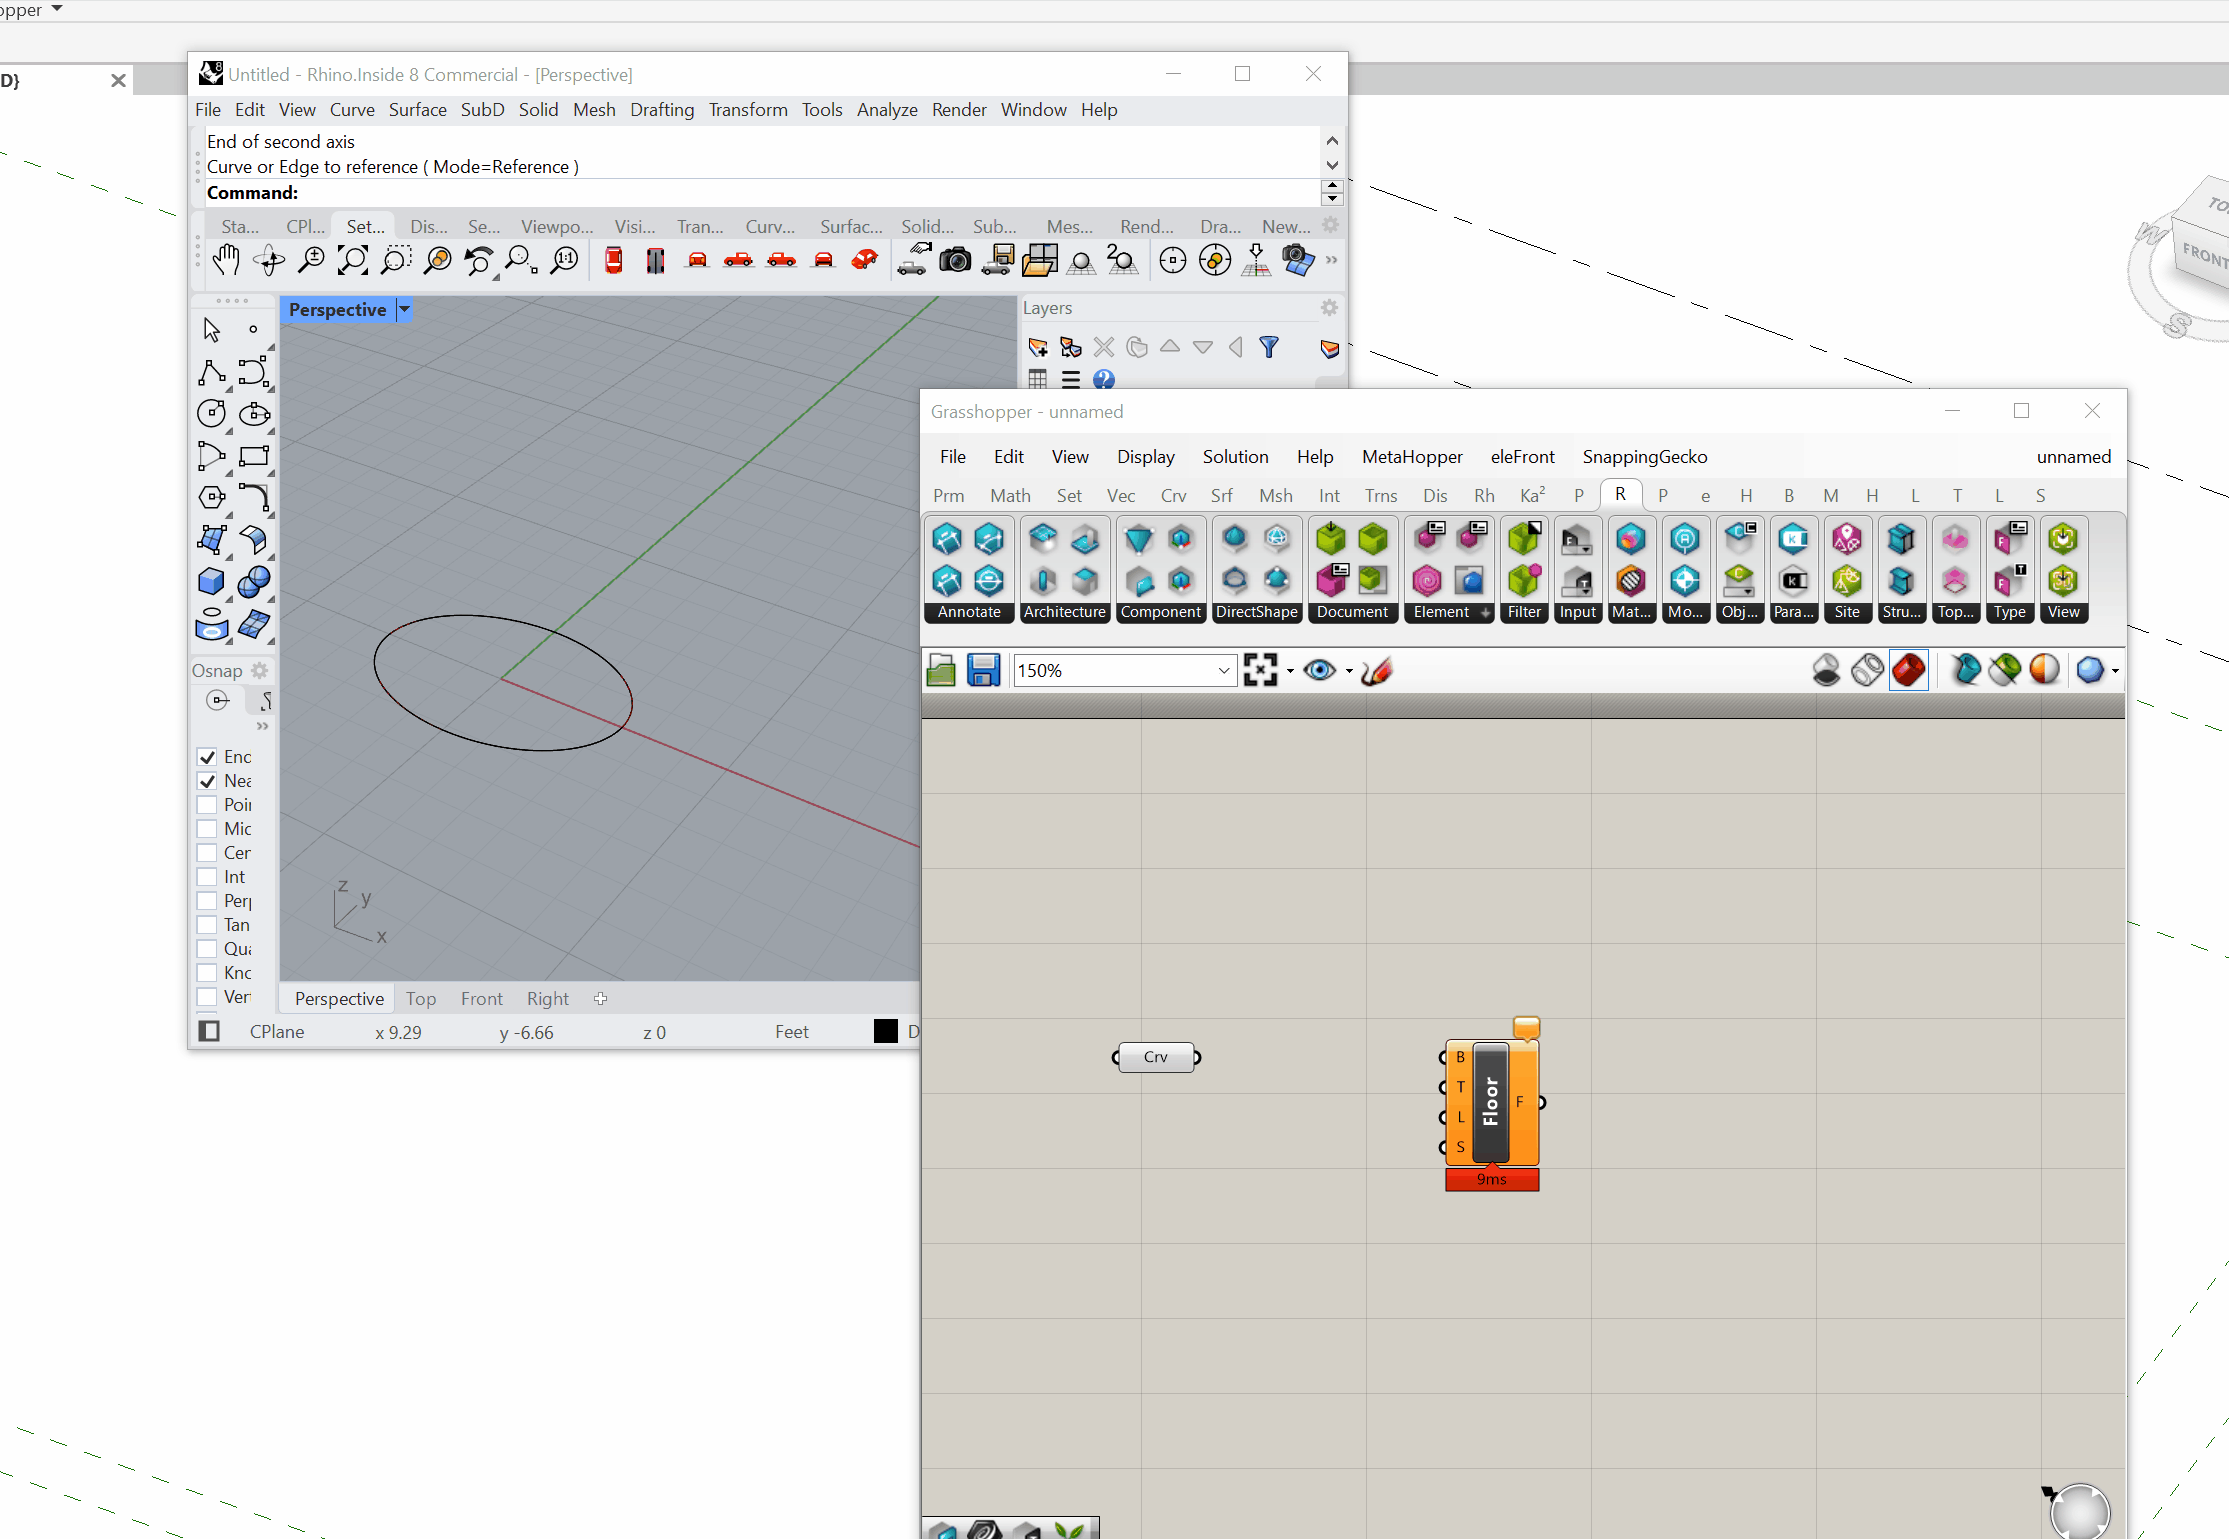 opper
D}
Untitled - Rhino.Inside 8 Commercial - [Perspective]
File Edit View Curve Surface SubD Solid Mesh Drafting Transform Tools Analyze Render Window Help
End of second axis
Curve or Edge to reference ( Mode=Reference )
Command:
Sta... CPl... Set... Dis... Se... Viewpo... Visi... Tran... Curv... Surfac... Solid... Sub... Mes... Rend... Dra... New...
1:1
2
Perspective
Layers
Osnap
End
Nea
Poi
Mic
Cer
Int
Per
Tan
Qua
Knc
Ver
z
y
x
Perspective Top Front Right
CPlane x 9.29 y -6.66 z 0 Feet D
W
TO
FRONT
S
Grasshopper - unnamed
File Edit View Display Solution Help MetaHopper eleFront SnappingGecko unnamed
Prm Math Set Vec Crv Srf Msh Int Trns Dis Rh Ka² P R P e H B M H L T L S
Annotate Architecture Component DirectShape Document Element Filter Input Mat... Mo... Obj... Para... Site Stru... Top... Type View
150%
Crv
B
T
L
S
Floor
F
9ms